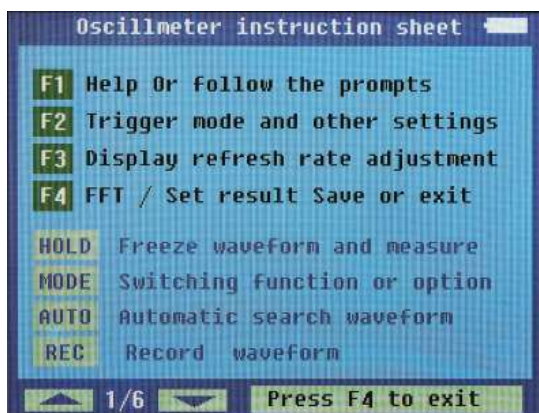 Oscillmeter instruction sheet
F1 Help Or follow the prompts
F2 Trigger mode and other settings
F3 Display refresh rate adjustment
F4 FFT / Set result Save or exit
HOLD Freeze waveform and measure
MODE Switching function or option
AUTO Automatic search waveform
REC Record waveform
1/6 Press F4 to exit